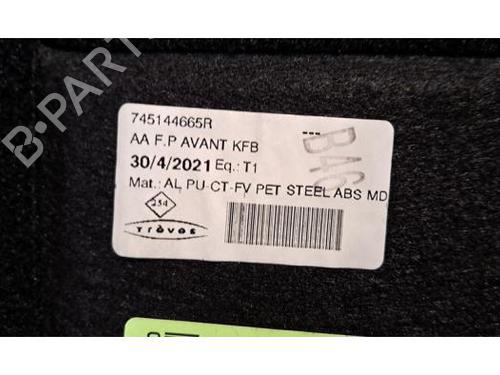 745144665R
AA F.P AVANT KFB
30/4/2021 Eq.: T1
Mat.: AL PU-CT-FV PET STEEL ABS MD
B46
254
Trèves
B-PARTS